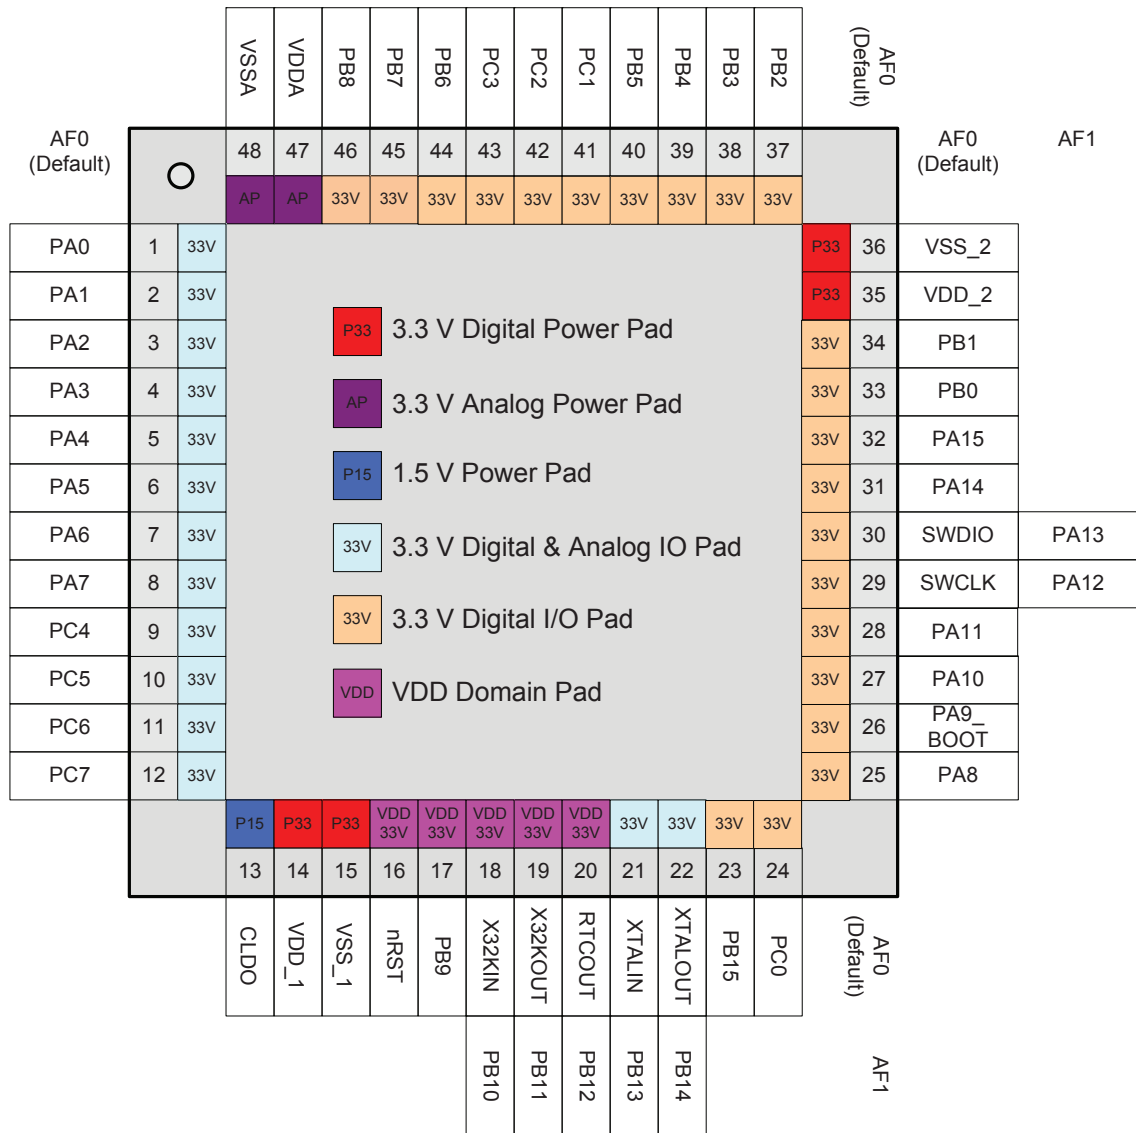 VSSA VDDA PB8 PB7 PB6 PC3 PC2 PC1 PB5 PB4 PB3 PB2 AF0 (Default)
AF0 (Default)
48 47 46 45 44 43 42 41 40 39 38 37
AF0 (Default) AF1
AP AP 33V 33V 33V 33V 33V 33V 33V 33V 33V 33V
PA0 1 33V P33 36 VSS_2
PA1 2 33V P33 35 VDD_2
PA2 3 33V 33V 34 PB1
PA3 4 33V 33V 33 PB0
PA4 5 33V 33V 32 PA15
PA5 6 33V 33V 31 PA14
PA6 7 33V 33V 30 SWDIO PA13
PA7 8 33V 33V 29 SWCLK PA12
PC4 9 33V 33V 28 PA11
PC5 10 33V 33V 27 PA10
PC6 11 33V 33V 26 PA9_ BOOT
PC7 12 33V 33V 25 PA8
P33 3.3 V Digital Power Pad
AP 3.3 V Analog Power Pad
P15 1.5 V Power Pad
33V 3.3 V Digital & Analog IO Pad
33V 3.3 V Digital I/O Pad
VDD VDD Domain Pad
P15 P33 P33 VDD 33V VDD 33V VDD 33V VDD 33V VDD 33V 33V 33V 33V 33V
13 14 15 16 17 18 19 20 21 22 23 24
CLDO VDD_1 VSS_1 nRST PB9 X32KIN X32KOUT RTCOUT XTALIN XTALOUT PB15 PC0 AF0 (Default)
PB10 PB11 PB12 PB13 PB14 AF1